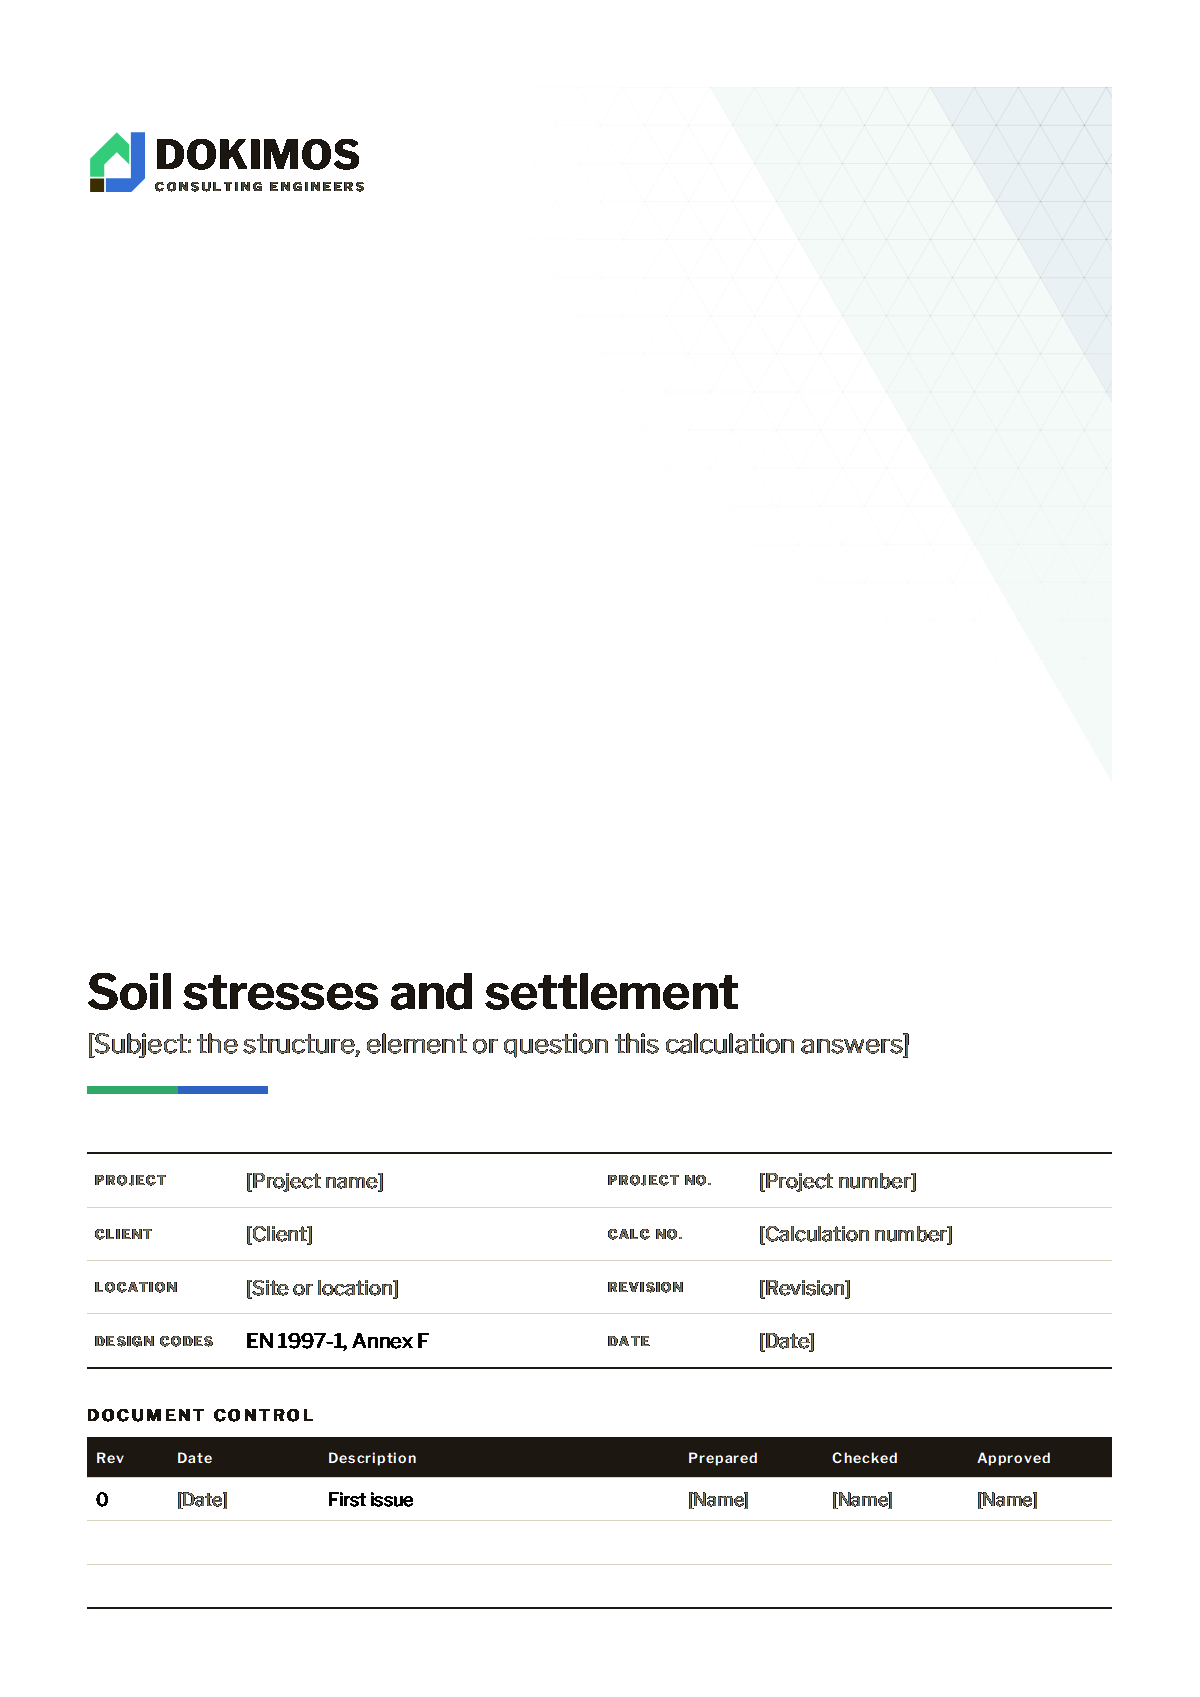 DOKIMOS
CONSULTING ENGINEERS
Soil stresses and settlement
[Subject: the structure, element or question this calculation answers]
PROJECT [Project name] PROJECT NO. [Project number]
CLIENT [Client] CALC NO. [Calculation number]
LOCATION [Site or location] REVISION [Revision]
DESIGN CODES EN 1997-1, Annex F DATE [Date]
DOCUMENT CONTROL
Rev Date Description Prepared Checked Approved
0 [Date] First issue [Name] [Name] [Name]